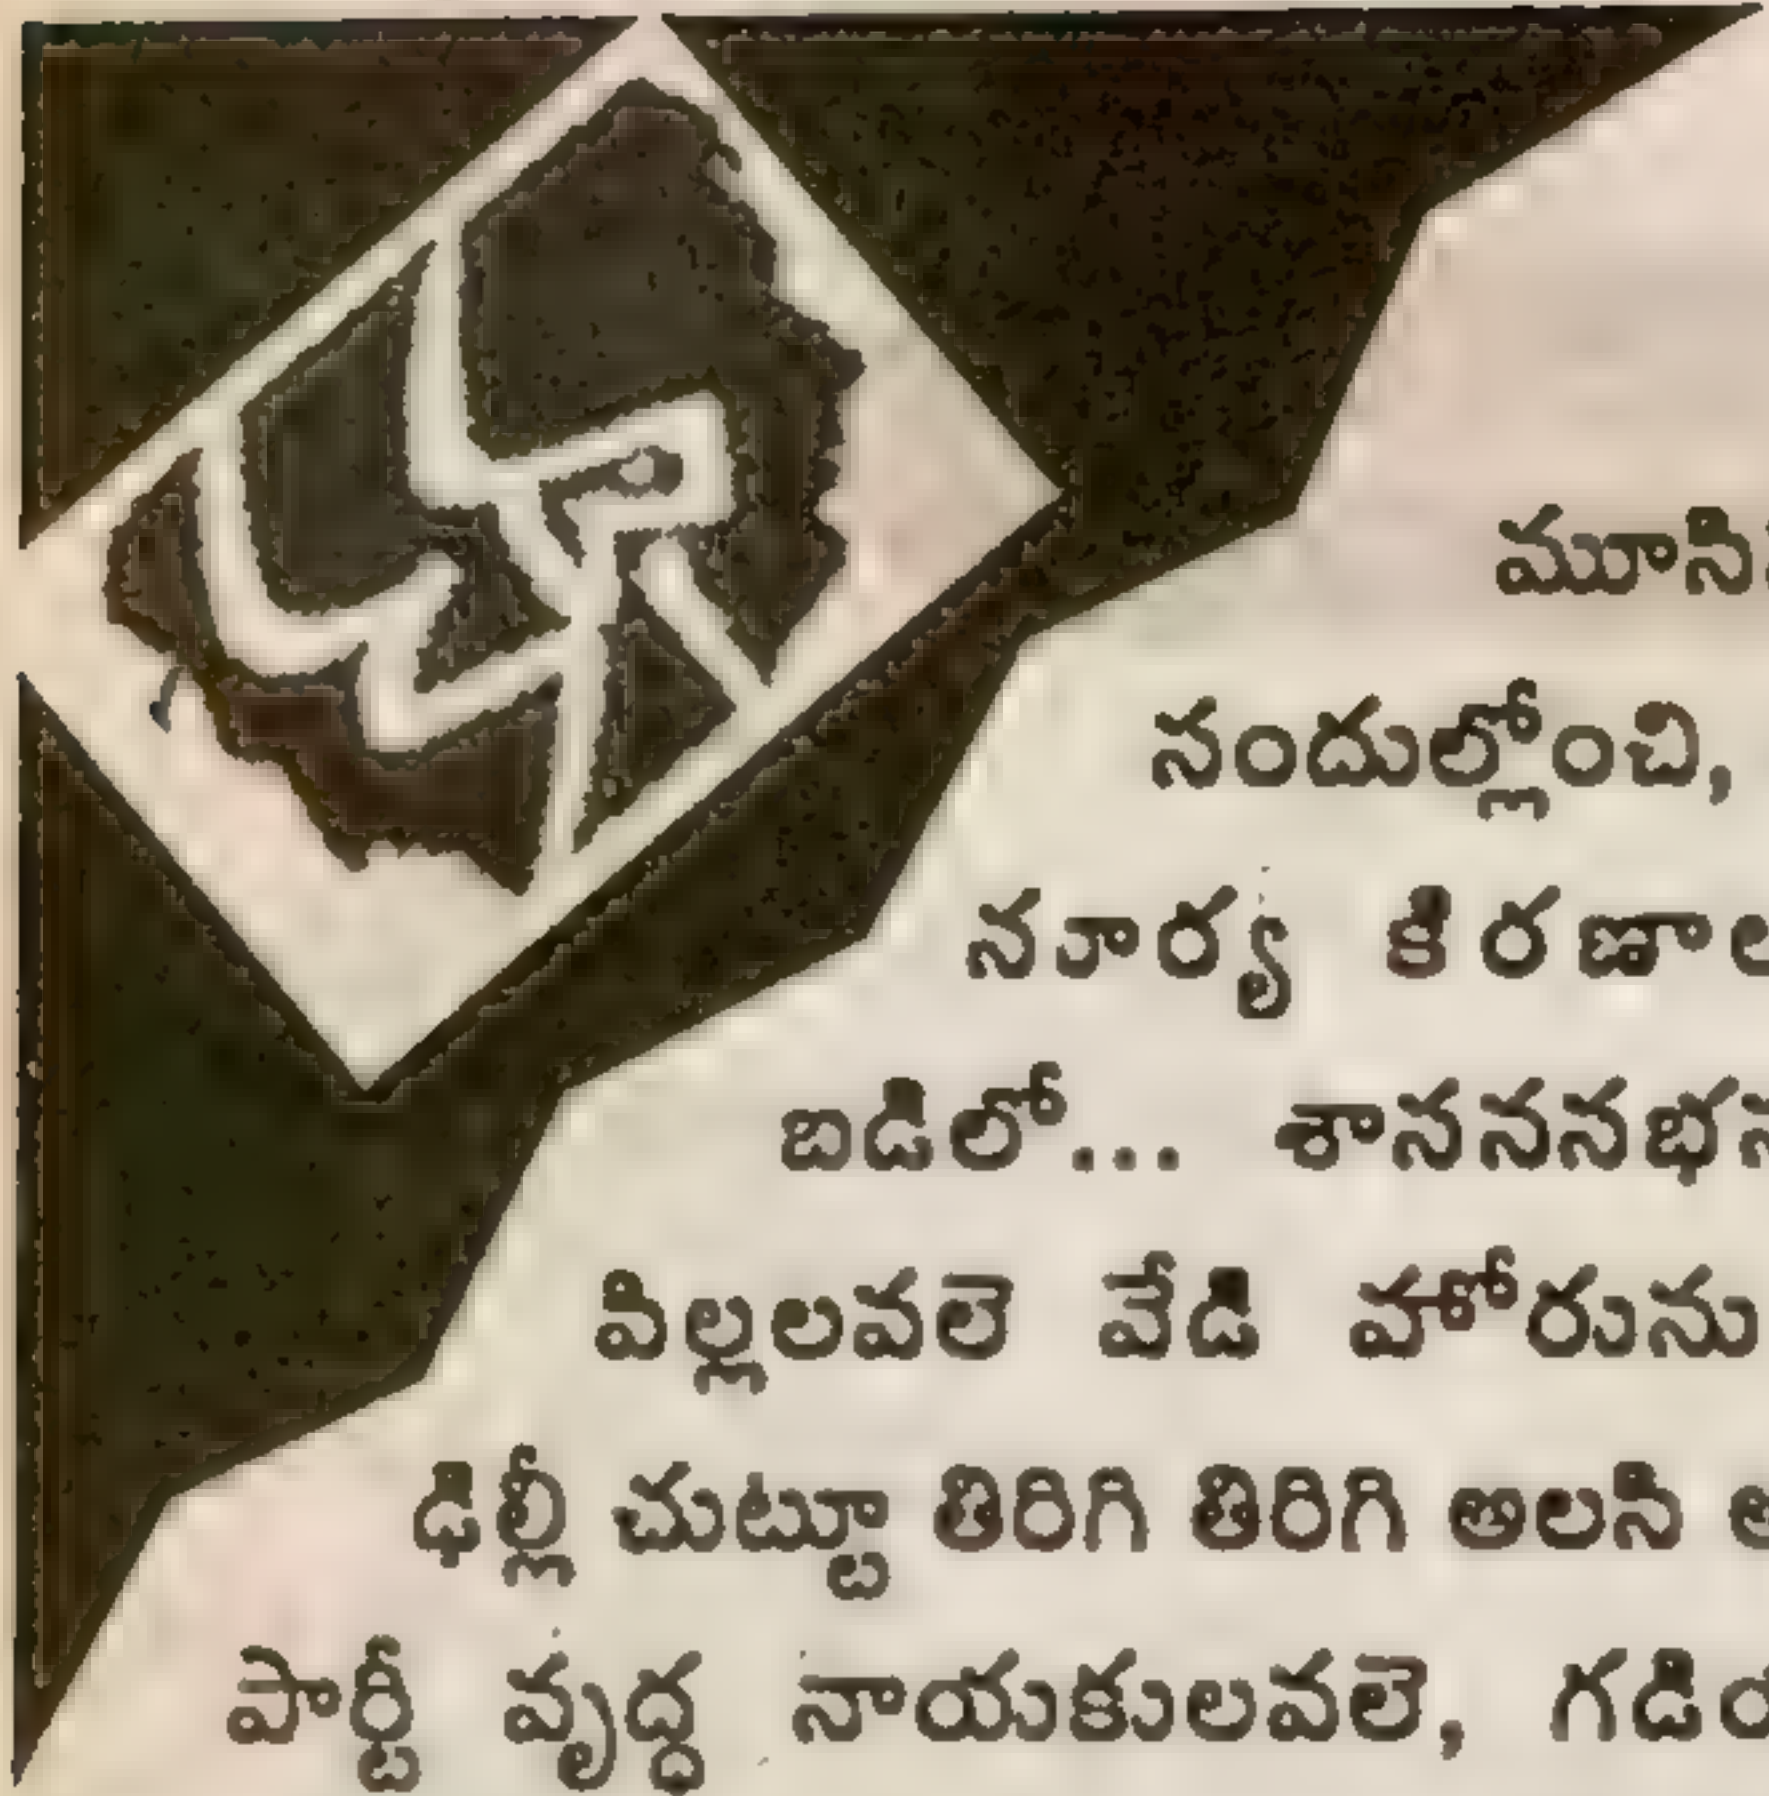 మూసి
నందుల్లోంచి,
సూర్య కిరణాల
బడిలో... శాసనసభ
పిల్లలవలె వేడి హోరును
ఢిల్లీ చుట్టూ తిరిగి తిరిగి అలసి
పార్టీ వృద్ధ నాయకులవలె, గడి